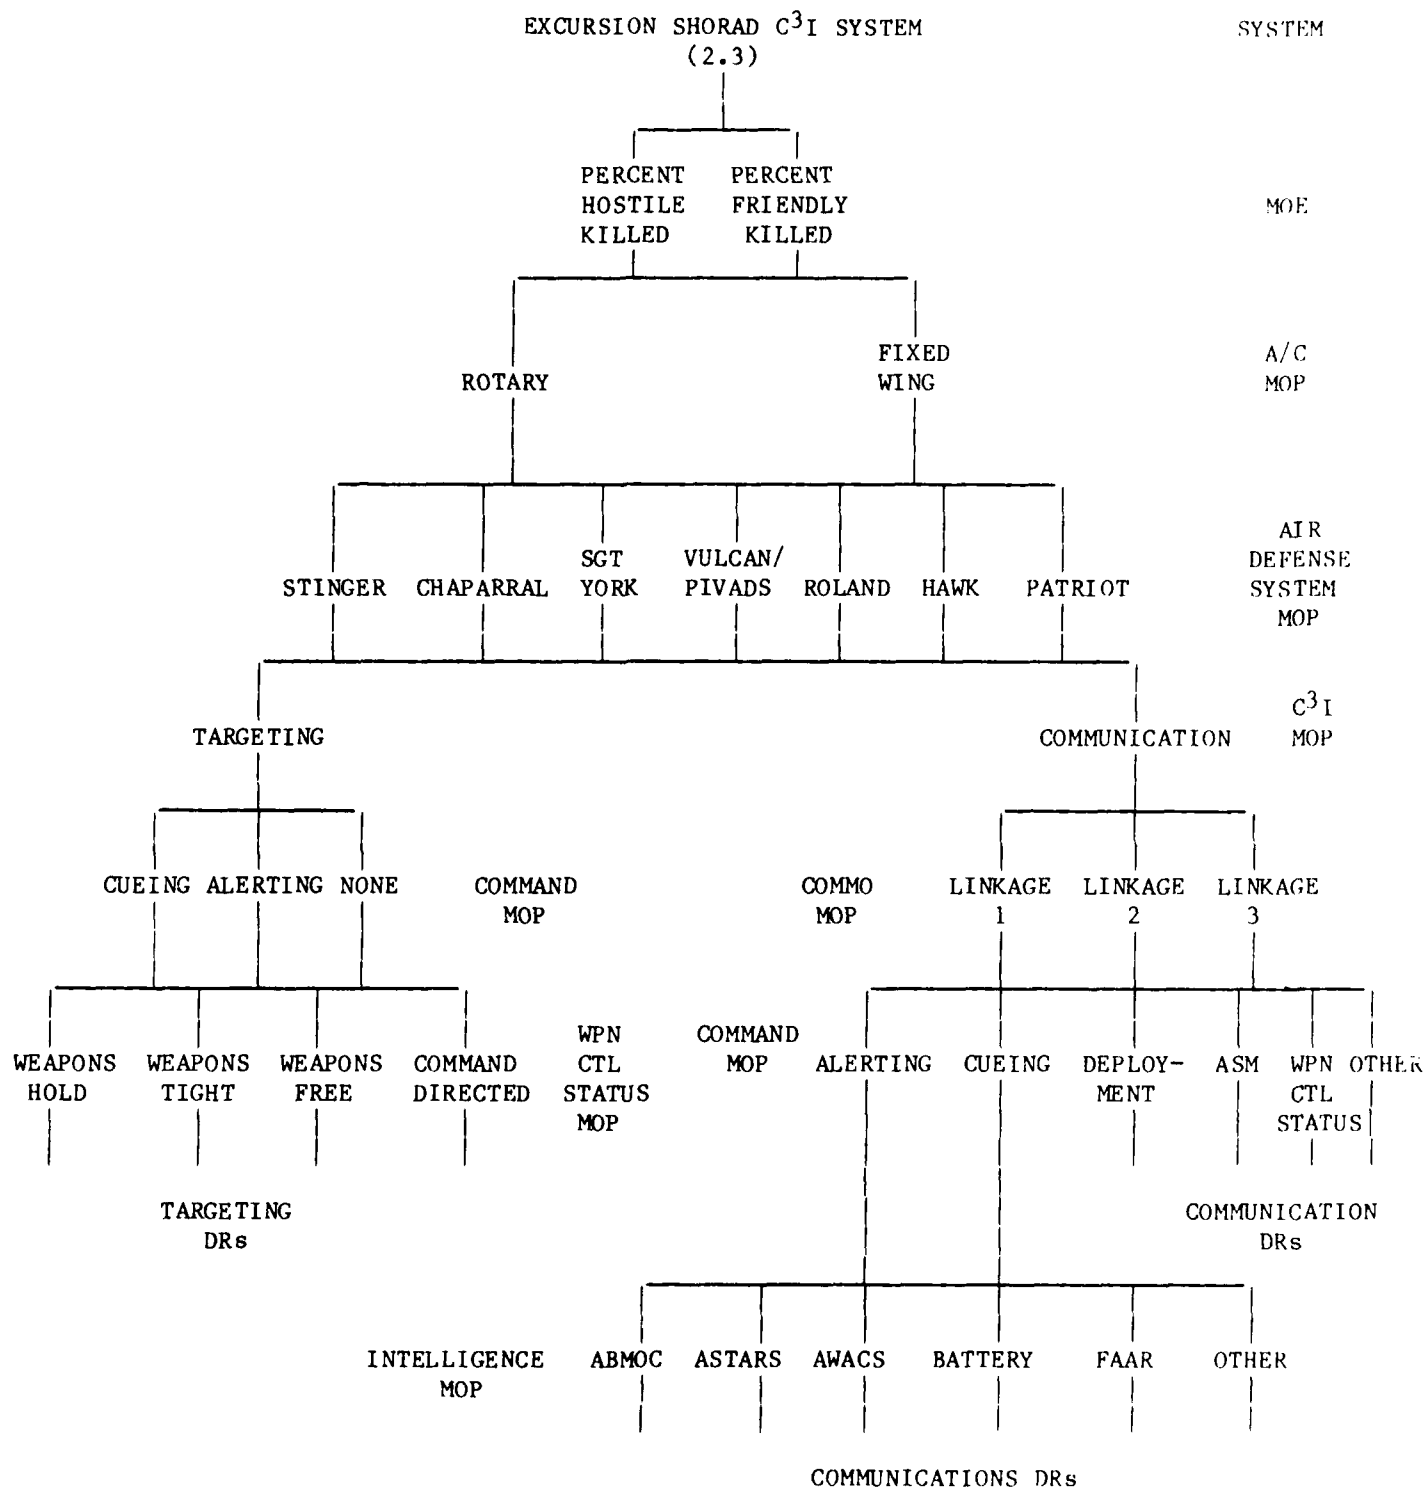 EXCURSION SHORAD C³I SYSTEM SYSTEM
(2.3)
PERCENT PERCENT
HOSTILE FRIENDLY MOE
KILLED KILLED
FIXED A/C
ROTARY WING MOP
AIR
SGT VULCAN/ DEFENSE
STINGER CHAPARRAL YORK PIVADS ROLAND HAWK PATRIOT SYSTEM
MOP
C³I
TARGETING COMMUNICATION MOP
CUEING ALERTING NONE COMMAND COMMO LINKAGE LINKAGE LINKAGE
MOP MOP 1 2 3
WPN COMMAND
WEAPONS WEAPONS WEAPONS COMMAND CTL MOP ALERTING CUEING DEPLOY- ASM WPN OTHER
HOLD TIGHT FREE DIRECTED STATUS MENT CTL
MOP STATUS
TARGETING COMMUNICATION
DRs DRs
INTELLIGENCE ABMOC ASTARS AWACS BATTERY FAAR OTHER
MOP
COMMUNICATIONS DRs